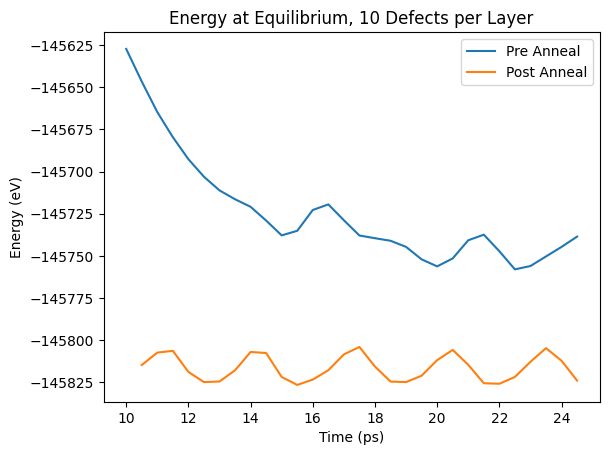 Energy at Equilibrium, 10 Defects per Layer
Pre Anneal
Post Anneal
Energy (eV)
−145625
−145650
−145675
−145700
−145725
−145750
−145775
−145800
−145825
10 12 14 16 18 20 22 24
Time (ps)